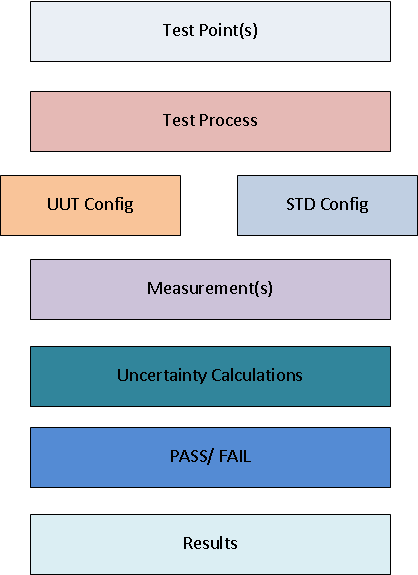 Test Point(s)
Test Process
UUT Config
STD Config
Measurement(s)
Uncertainty Calculations
PASS/ FAIL
Results